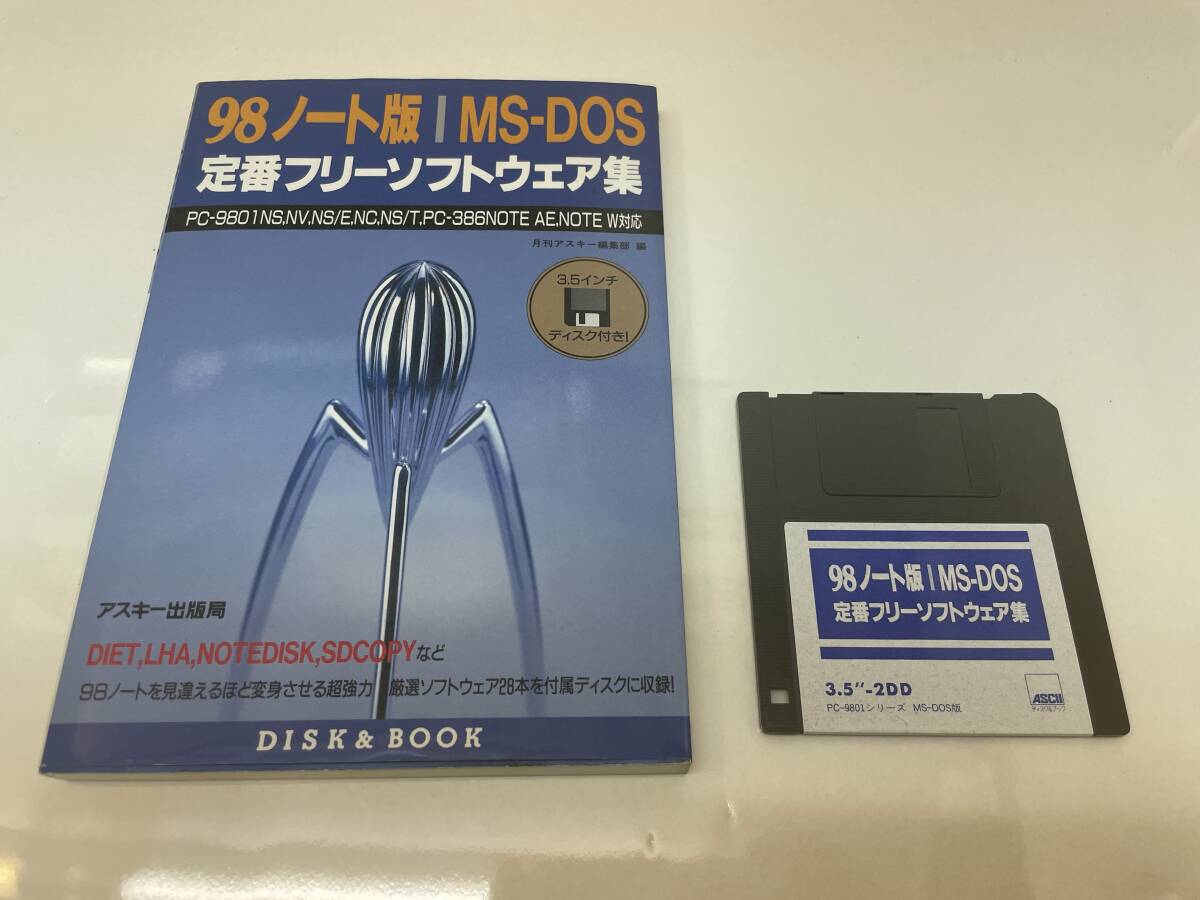 98ノート版 | MS-DOS
定番フリーソフトウェア集
PC-9801NS,NV,NS/E,NC,NS/T,PC-386NOTE AE,NOTE W対応
月刊アスキー編集部 編
3.5インチ
ディスク付き!
アスキー出版局
DIET,LHA,NOTEDISK,SDCOPYなど
98ノートを見違えるほど変身させる超強力 厳選ソフトウェア28本を付属ディスクに収録!
DISK & BOOK
98ノート版 | MS-DOS
定番フリーソフトウェア集
3.5"-2DD
PC-9801シリーズ MS-DOS版
ASCII
ディスク&ブック